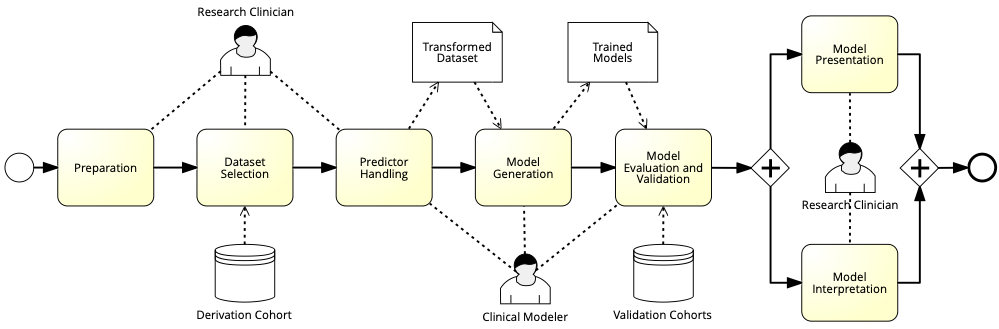 Research Clinician
Transformed
Dataset
Trained
Models
Model
Presentation
Preparation
Dataset
Selection
Predictor
Handling
Model
Generation
Model
Evaluation and
Validation
Research Clinician
Model
Interpretation
Derivation Cohort
Clinical Modeler
Validation Cohorts